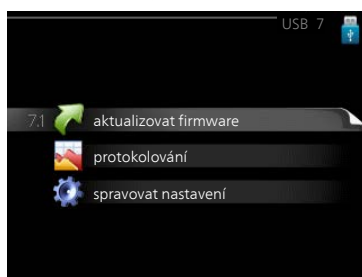 USB 7
7.1 aktualizovat firmware
protokolování
spravovat nastavení